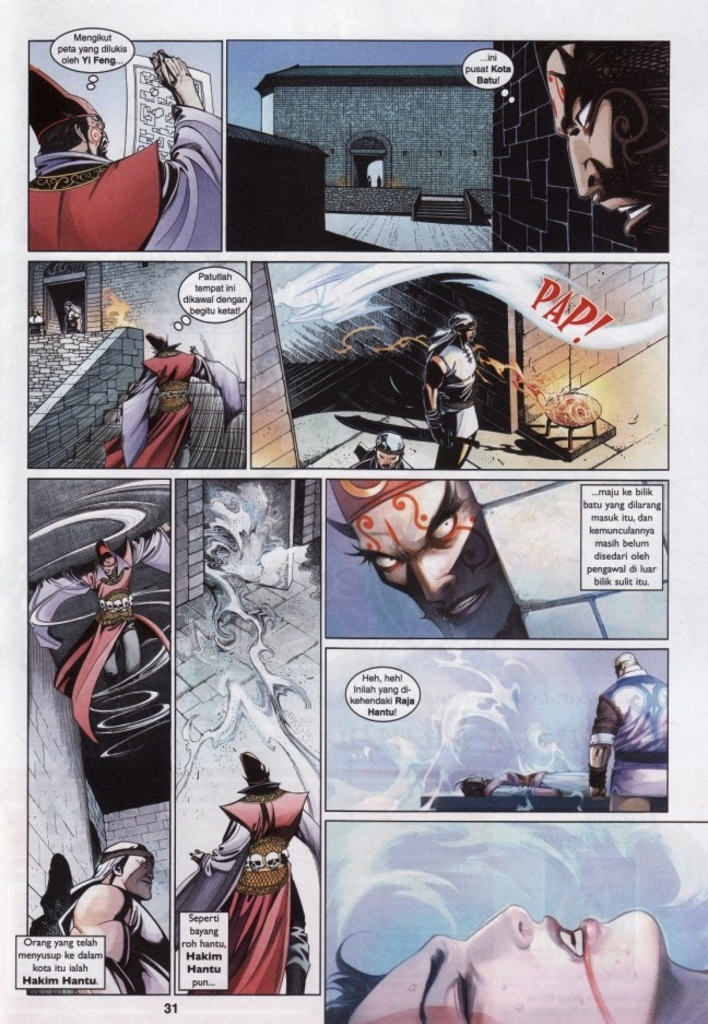 Mengikut
peta yang dilukis
oleh Yi Feng...
...ini
pusat Kota
Batu!
Patutlah
tempat ini
dikawal dengan
begitu ketat!
PAP!
Orang yang telah
menyusup ke dalam
kota itu ialah
Hakim Hantu.
Seperti
bayang
roh hantu,
Hakim
Hantu
pun...
...maju ke bilik
batu yang dilarang
masuk itu, dan
kemunculannya
masih belum
disedari oleh
pengawal di luar
bilik sulit itu.
Heh, heh!
Inilah yang di-
kehendaki Raja
Hantu!
31